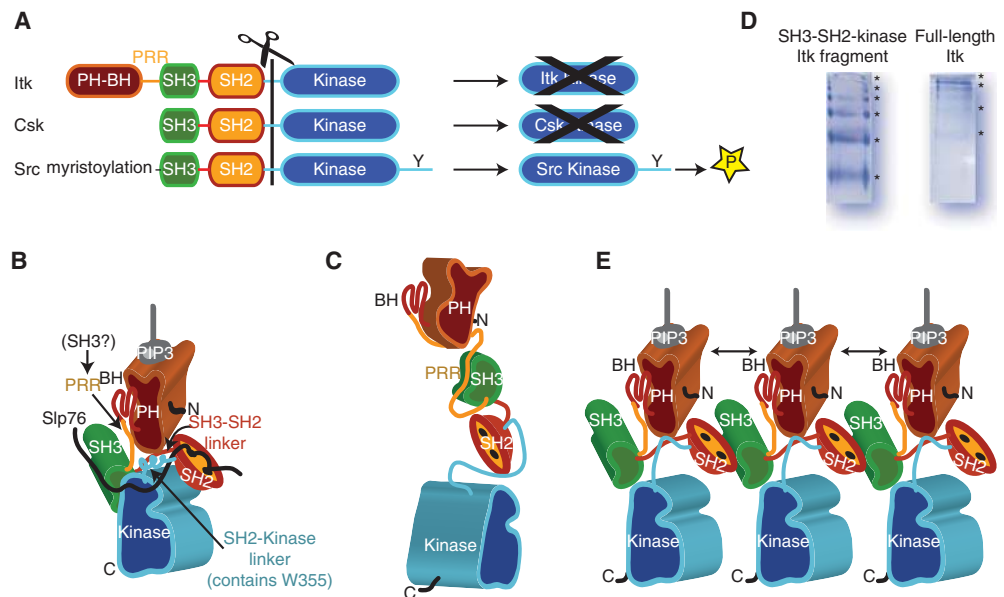 A
PRR
Itk
PH-BH
SH3
SH2
Kinase
Itk Kinase
Csk
SH3
SH2
Kinase
Csk Kinase
Src
myristoylation
SH3
SH2
Kinase
Y
Src Kinase
Y
P
D
SH3-SH2-kinase
Itk fragment
Full-length
Itk
*
*
*
*
*
*
*
*
*
*
B
PIP3
(SH3?)
PRR
BH
PH
N
Slp76
SH3
SH3-SH2
linker
SH2
Kinase
SH2-Kinase
linker
(contains W355)
C
C
BH
PH
N
PRR
SH3
SH2
Kinase
C
E
PIP3
PIP3
PIP3
BH
BH
BH
PH
N
PH
N
PH
N
SH3
SH2
SH3
SH2
SH3
SH2
Kinase
Kinase
Kinase
C
C
C